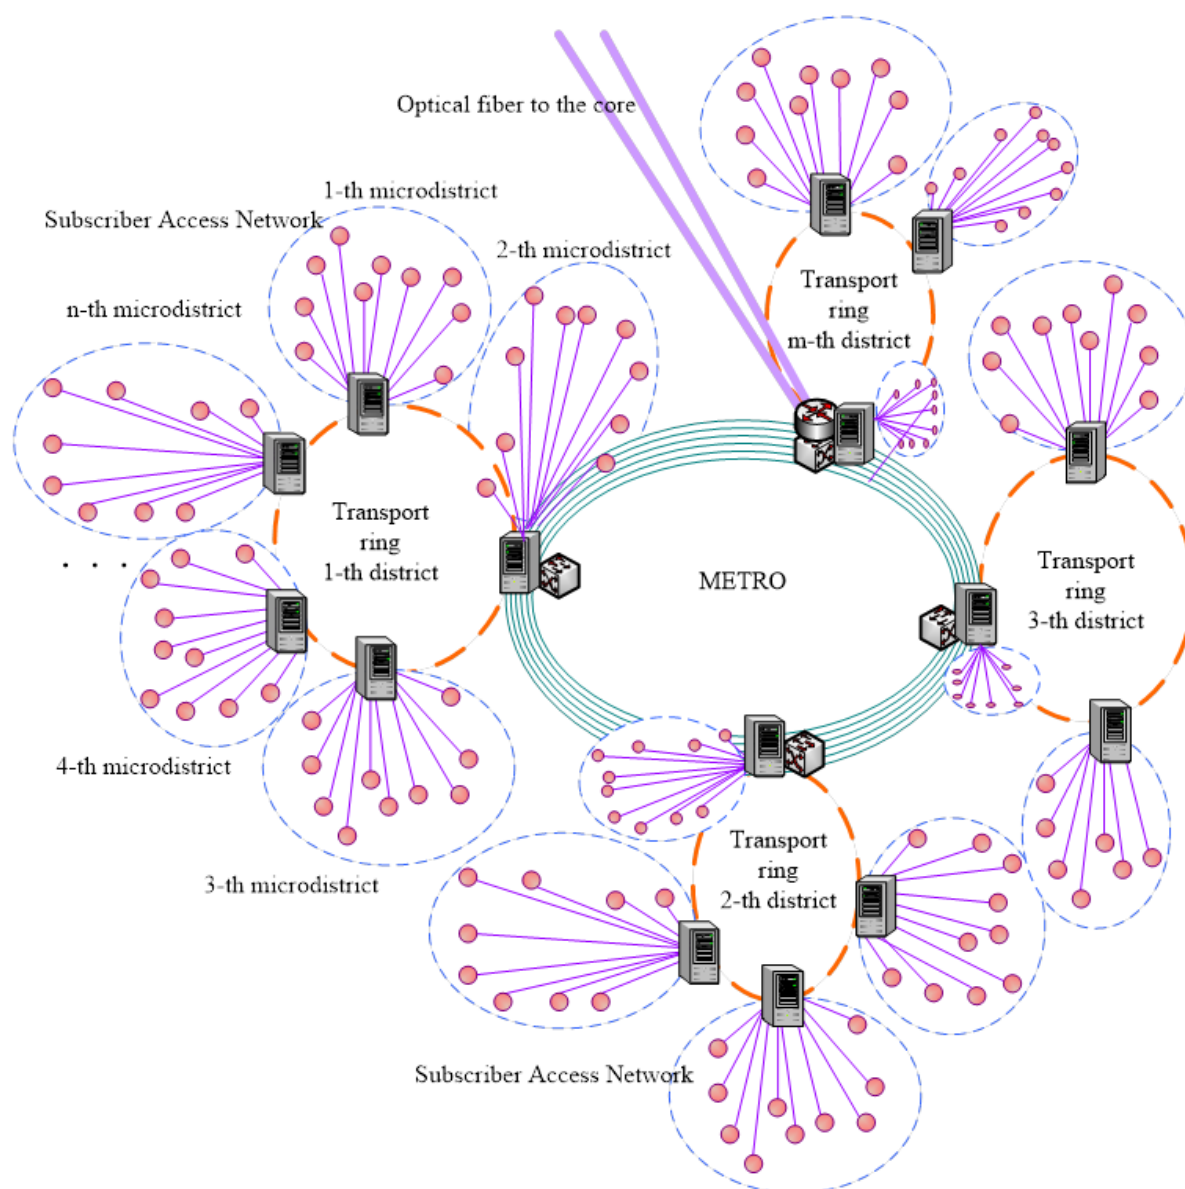 Optical fiber to the core
1-th microdistrict
Subscriber Access Network
2-th microdistrict
n-th microdistrict
Transport
ring
m-th district
Transport
ring
1-th district
. . .
METRO
Transport
ring
3-th district
4-th microdistrict
3-th microdistrict
Transport
ring
2-th district
Subscriber Access Network